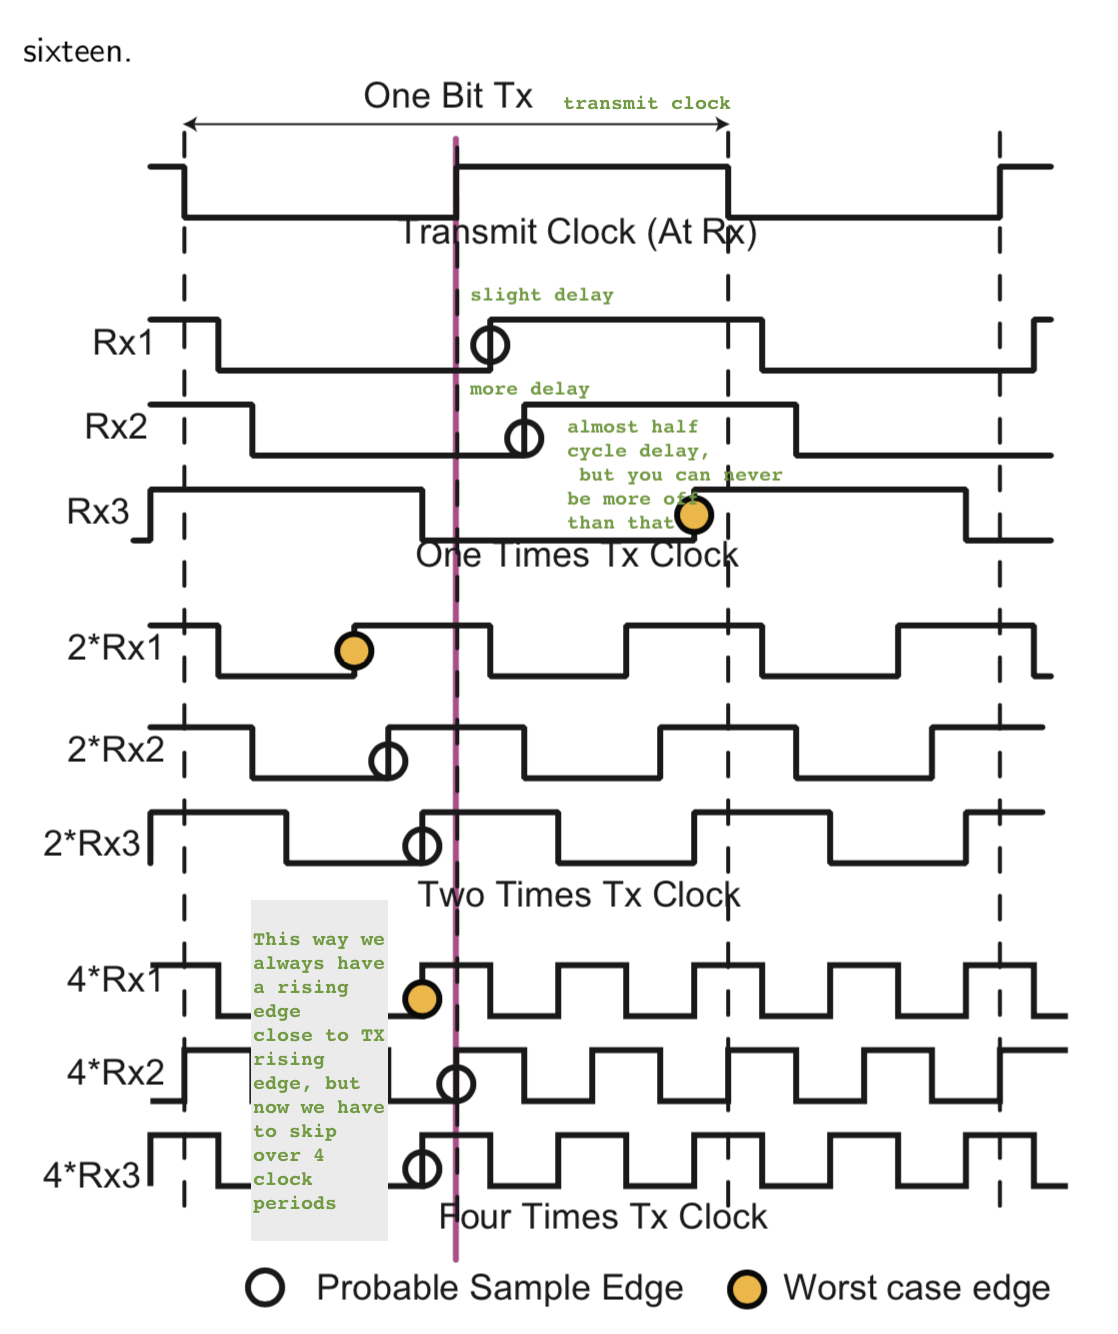 sixteen.
One Bit Tx
transmit clock
Transmit Clock (At Rx)
slight delay
Rx1
more delay
Rx2
almost half
cycle delay,
but you can never
be more off
than that
Rx3
One Times Tx Clock
2*Rx1
2*Rx2
2*Rx3
Two Times Tx Clock
This way we
always have
a rising
edge
close to TX
rising
edge, but
now we have
to skip
over 4
clock
periods
4*Rx1
4*Rx2
4*Rx3
Four Times Tx Clock
Probable Sample Edge
Worst case edge